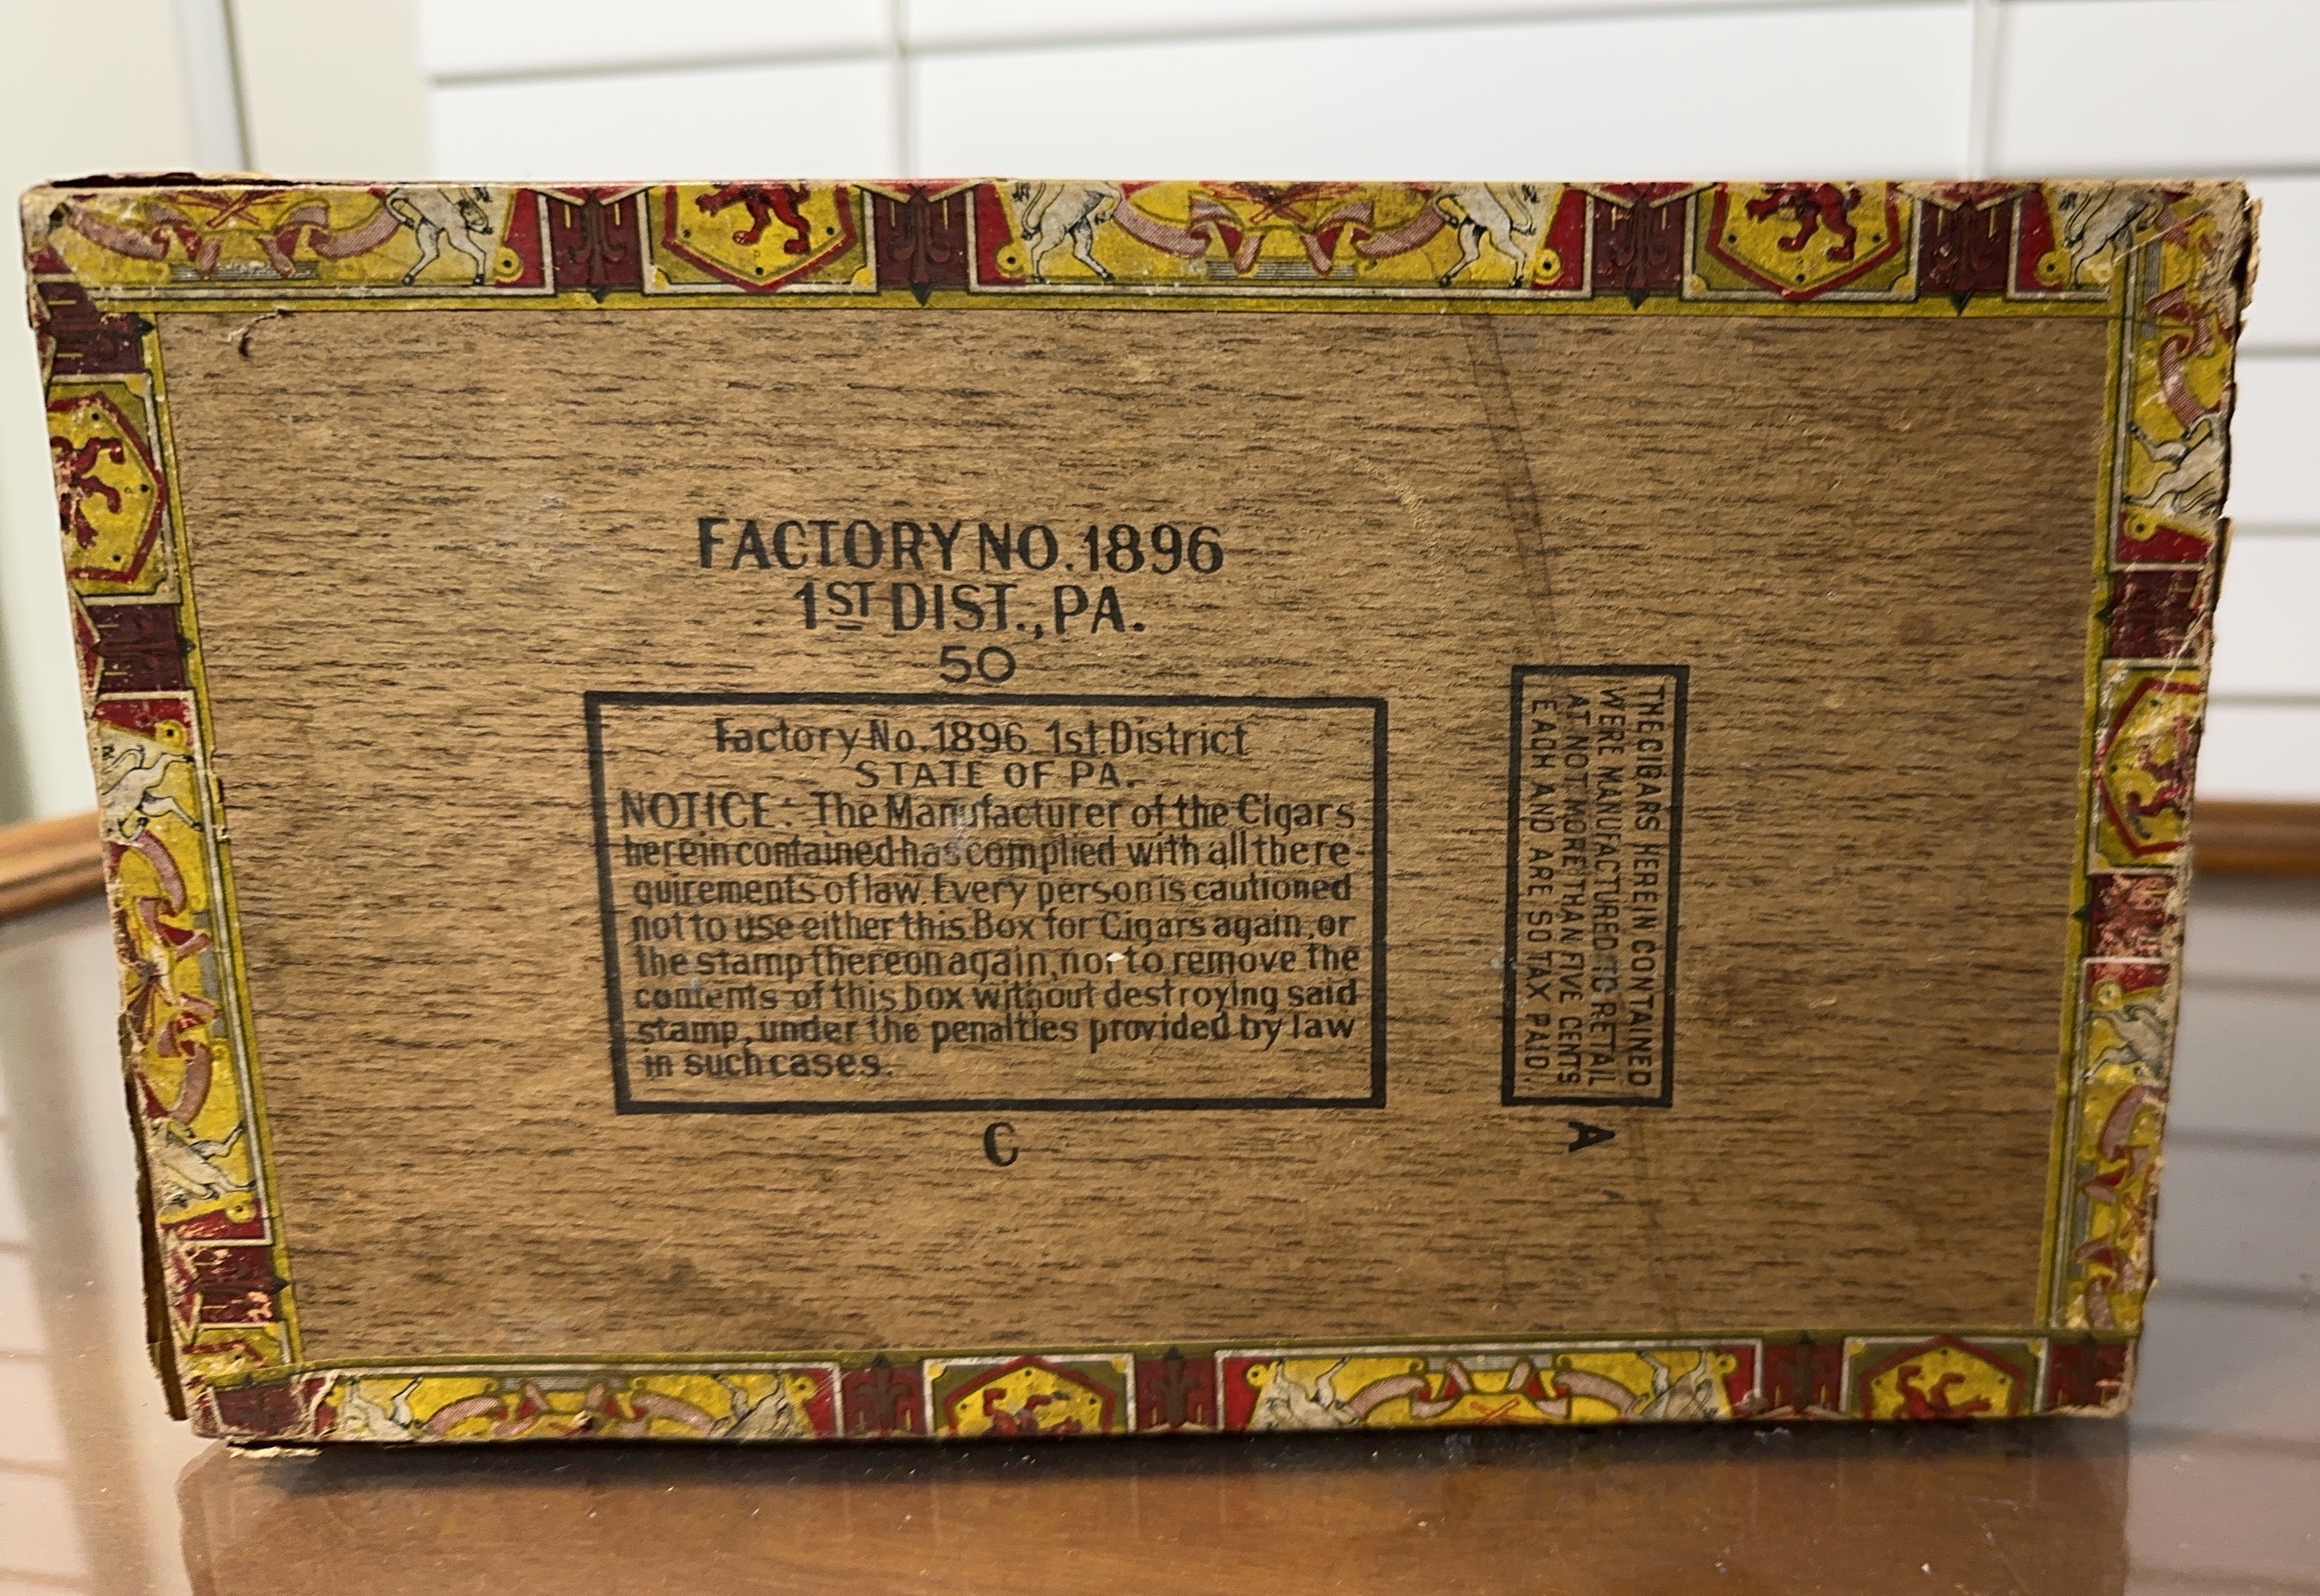 FACTORY NO. 1896
1ST DIST., PA.
50
Factory No. 1896 1st District
STATE OF PA.
NOTICE: The Manufacturer of the Cigars
herein contained has complied with all the re-
quirements of law. Every person is cautioned
not to use either this Box for Cigars again, or
the stamp thereon again, nor to remove the
contents of this box without destroying said
stamp, under the penalties provided by law
in such cases.
C
THE CIGARS HEREIN CONTAINED
WERE MANUFACTURED TO RETAIL
AT NOT MORE THAN FIVE CENTS
EACH AND ARE SO TAX PAID.
A